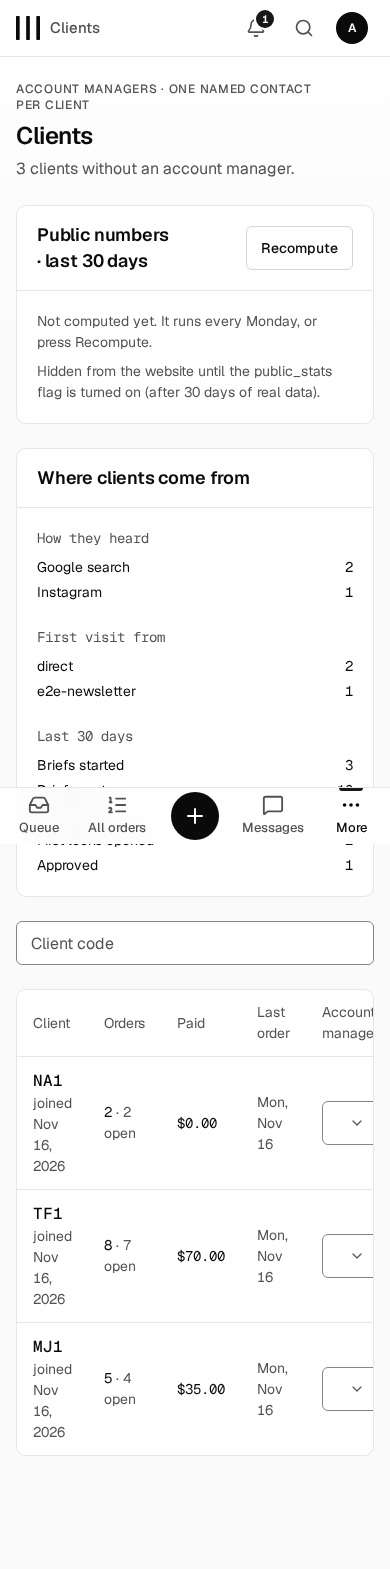 Clients
1
A
ACCOUNT MANAGERS · ONE NAMED CONTACT
PER CLIENT
Clients
3 clients without an account manager.
Public numbers
· last 30 days
Recompute
Not computed yet. It runs every Monday, or
press Recompute.
Hidden from the website until the public_stats
flag is turned on (after 30 days of real data).
Where clients come from
How they heard
Google search 2
Instagram 1
First visit from
direct 2
e2e-newsletter 1
Last 30 days
Briefs started 3
Queue
All orders
Messages
More
Approved 1
Client code
Client Orders Paid Last order Account manage
NA1
joined
Nov
16,
2026
2 · 2
open
$0.00
Mon,
Nov
16
TF1
joined
Nov
16,
2026
8 · 7
open
$70.00
Mon,
Nov
16
MJ1
joined
Nov
16,
2026
5 · 4
open
$35.00
Mon,
Nov
16